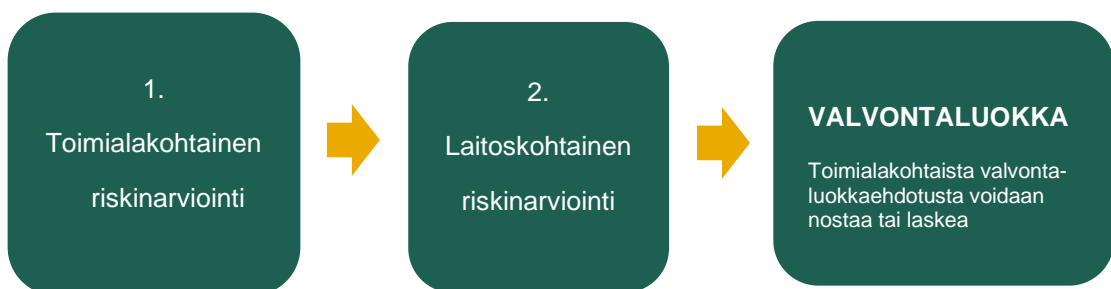 1.
Toimialakohtainen
riskinarviointi
2.
Laitoskohtainen
riskinarviointi
VALVONTALUOKKA
Toimialakohtaista valvonta-
luokkaehdotusta voidaan
nostaa tai laskea